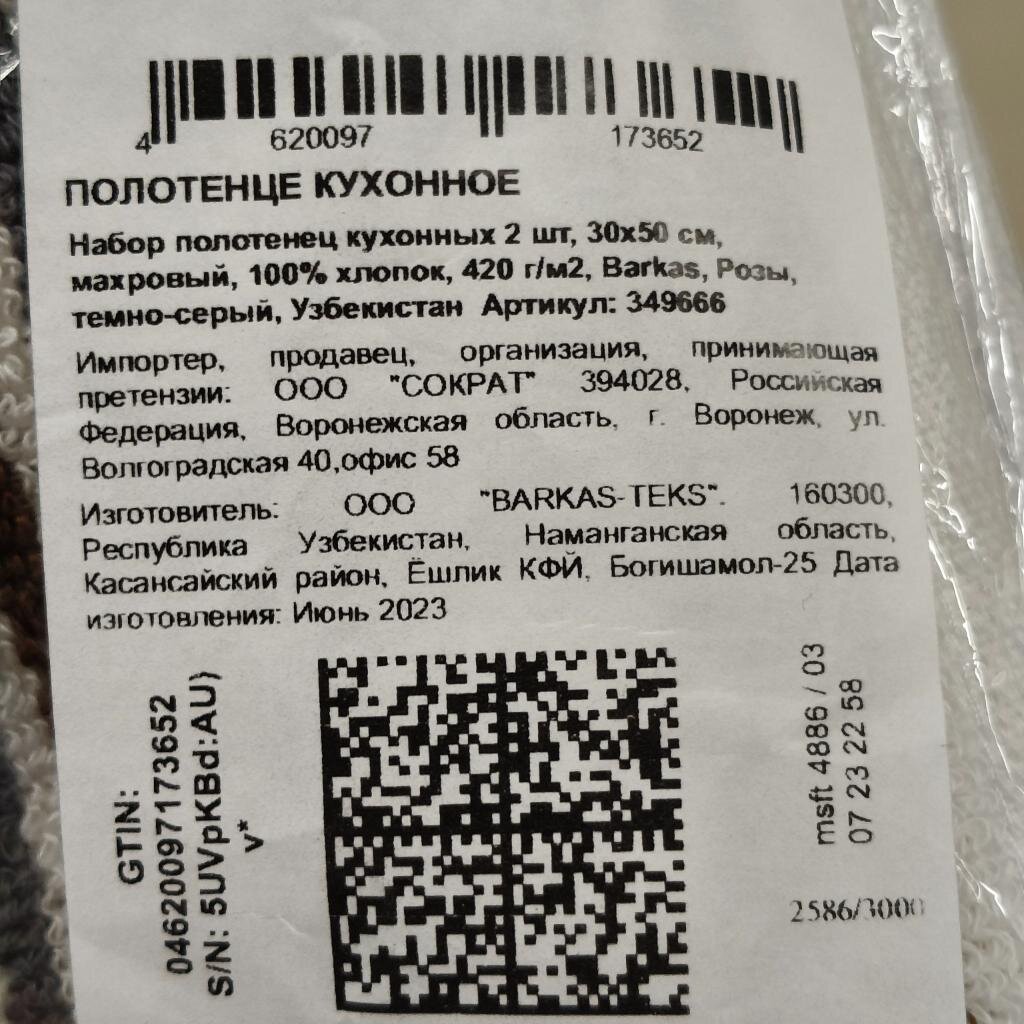 4 620097 173652
ПОЛОТЕНЦЕ КУХОННОЕ
Набор полотенец кухонных 2 шт, 30х50 см,
махровый, 100% хлопок, 420 г/м2, Barkas, Розы,
темно-серый, Узбекистан Артикул: 349666
Импортер, продавец, организация, принимающая
претензии: ООО "СОКРАТ" 394028, Российская
Федерация, Воронежская область, г. Воронеж, ул.
Волгоградская 40,офис 58
Изготовитель: ООО "BARKAS-TEKS". 160300,
Республика Узбекистан, Наманганская область,
Касансайский район, Ёшлик КФЙ, Богишамол-25 Дата
изготовления: Июнь 2023
GTIN:
04620097173652
S/N: 5UVpKBd:AU)
v*
msft 4886 / 03
07 23 22 58
2586/3000